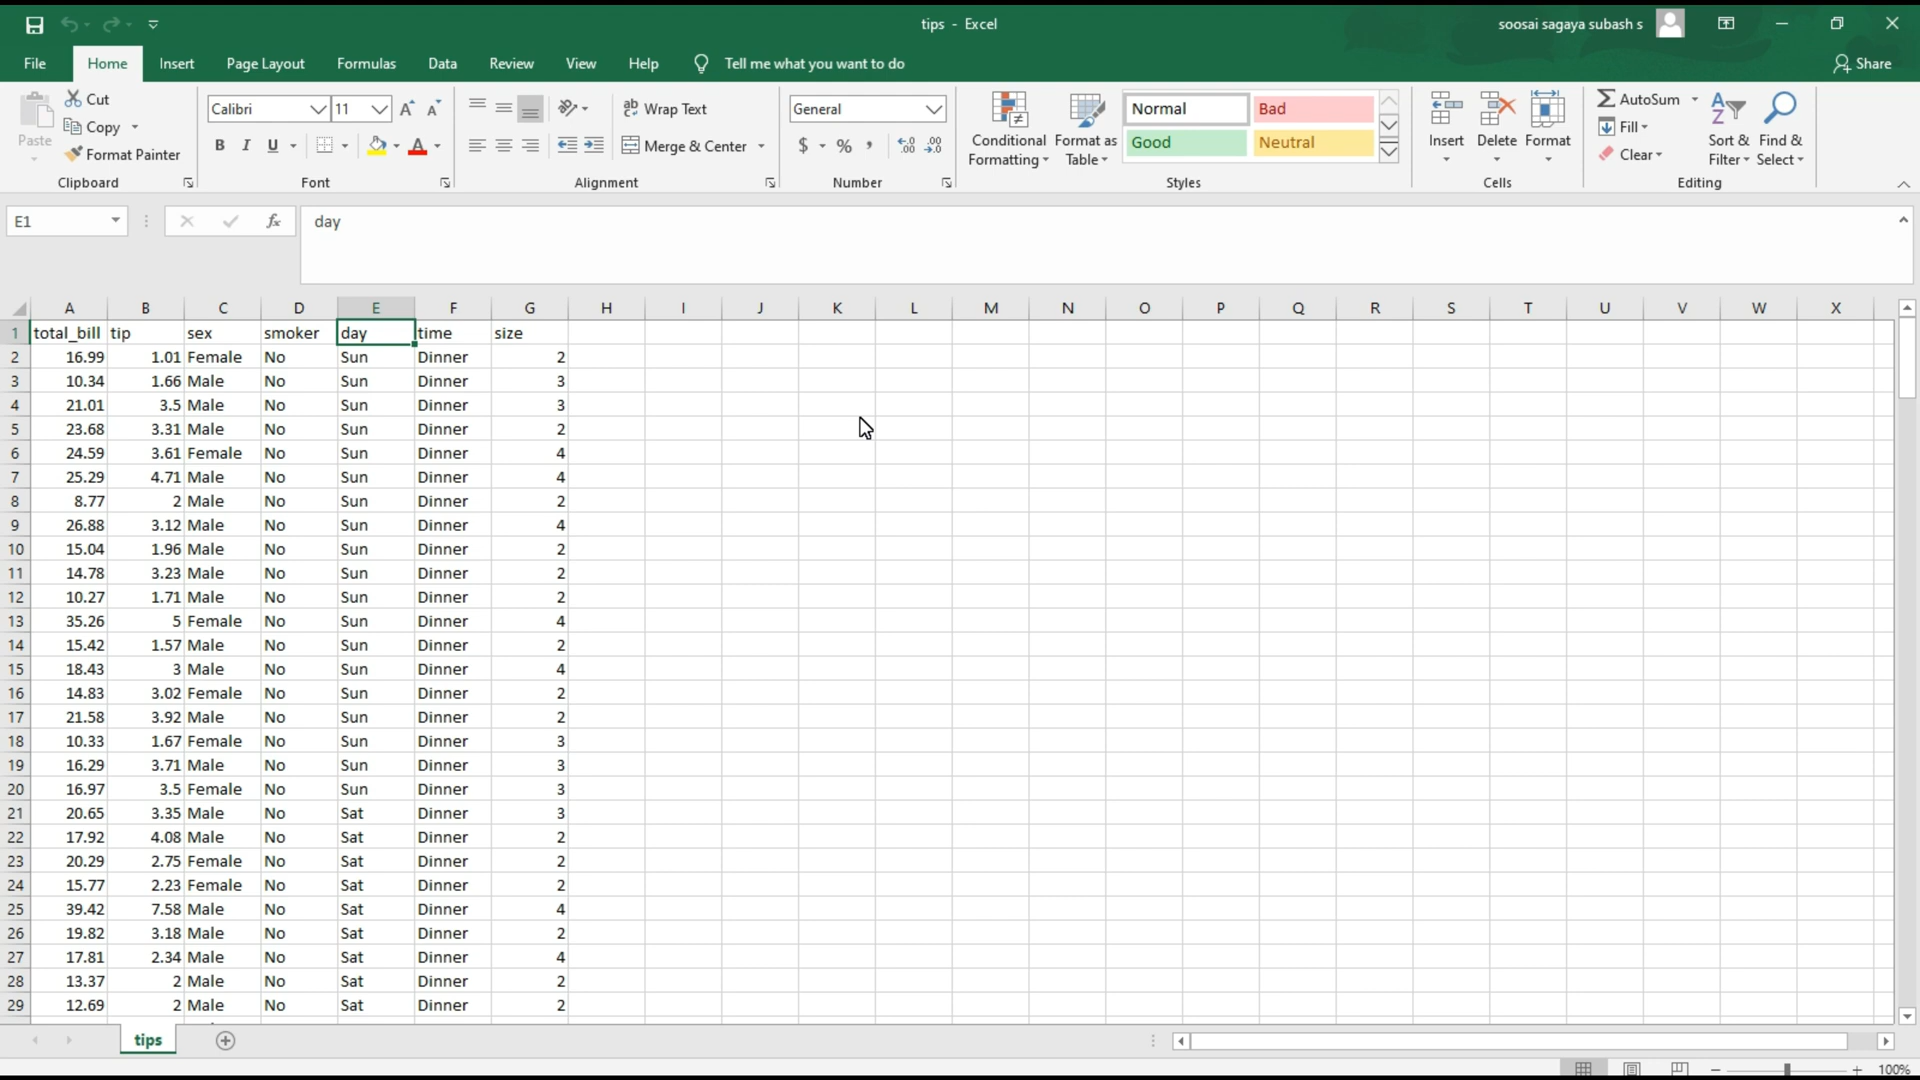 tips - Excel
soosai sagaya subash s
File Home Insert Page Layout Formulas Data Review View Help Tell me what you want to do Share
Paste
Cut
Copy
Format Painter
Clipboard
Calibri 11
B I U
Font
Wrap Text
Merge & Center
Alignment
General
$ % ,
Number
Conditional Formatting
Format as Table
Normal Bad
Good Neutral
Styles
Insert Delete Format
Cells
AutoSum
Fill
Clear
Sort & Filter
Find & Select
Editing
E1 fx day
A B C D E F G H I J K L M N O P Q R S T U V W X
1 total_bill tip sex smoker day time size
2 16.99 1.01 Female No Sun Dinner 2
3 10.34 1.66 Male No Sun Dinner 3
4 21.01 3.5 Male No Sun Dinner 3
5 23.68 3.31 Male No Sun Dinner 2
6 24.59 3.61 Female No Sun Dinner 4
7 25.29 4.71 Male No Sun Dinner 4
8 8.77 2 Male No Sun Dinner 2
9 26.88 3.12 Male No Sun Dinner 4
10 15.04 1.96 Male No Sun Dinner 2
11 14.78 3.23 Male No Sun Dinner 2
12 10.27 1.71 Male No Sun Dinner 2
13 35.26 5 Female No Sun Dinner 4
14 15.42 1.57 Male No Sun Dinner 2
15 18.43 3 Male No Sun Dinner 4
16 14.83 3.02 Female No Sun Dinner 2
17 21.58 3.92 Male No Sun Dinner 2
18 10.33 1.67 Female No Sun Dinner 3
19 16.29 3.71 Male No Sun Dinner 3
20 16.97 3.5 Female No Sun Dinner 3
21 20.65 3.35 Male No Sat Dinner 3
22 17.92 4.08 Male No Sat Dinner 2
23 20.29 2.75 Female No Sat Dinner 2
24 15.77 2.23 Female No Sat Dinner 2
25 39.42 7.58 Male No Sat Dinner 4
26 19.82 3.18 Male No Sat Dinner 2
27 17.81 2.34 Male No Sat Dinner 4
28 13.37 2 Male No Sat Dinner 2
29 12.69 2 Male No Sat Dinner 2
tips
100%